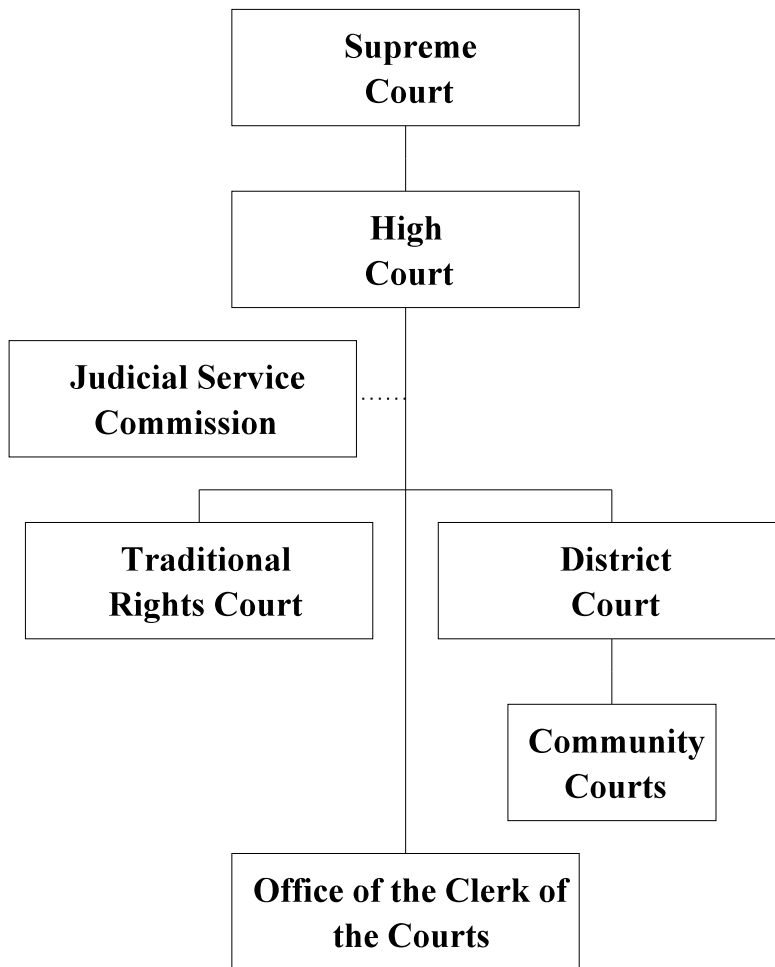 Supreme
Court
High
Court
Judicial Service
Commission
Traditional
Rights Court
District
Court
Community
Courts
Office of the Clerk of
the Courts